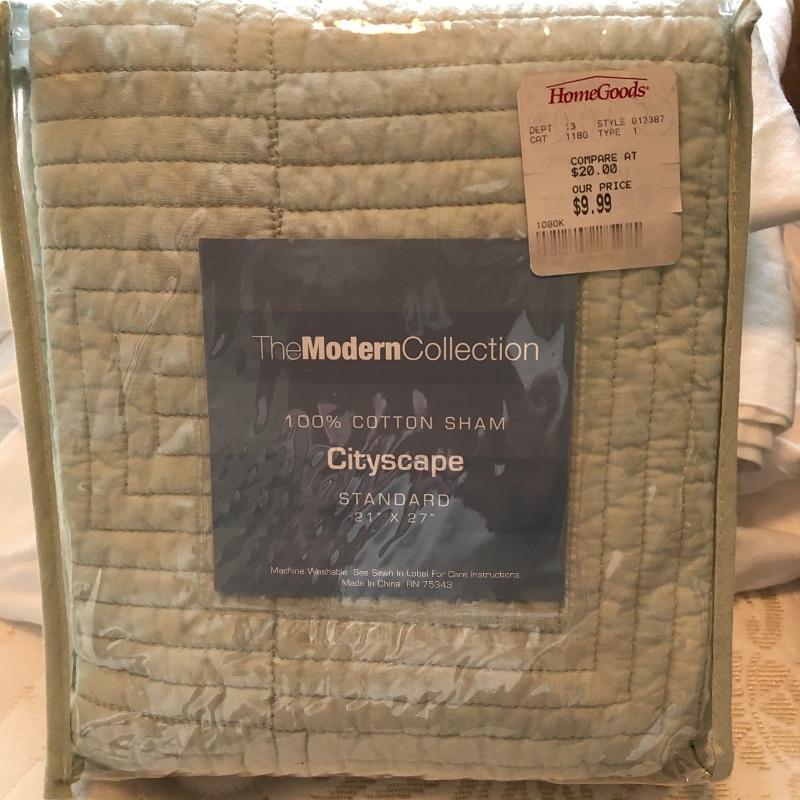 HomeGoods
DEPT 13 STYLE 013387
CAT 1180 TYPE 1
COMPARE AT
$20.00
OUR PRICE
$9.99
1080K
TheModernCollection
100% COTTON SHAM
Cityscape
STANDARD
21" X 27"
Machine Washable. See Sewn In Label For Care Instructions.
Made In China. RN 75343